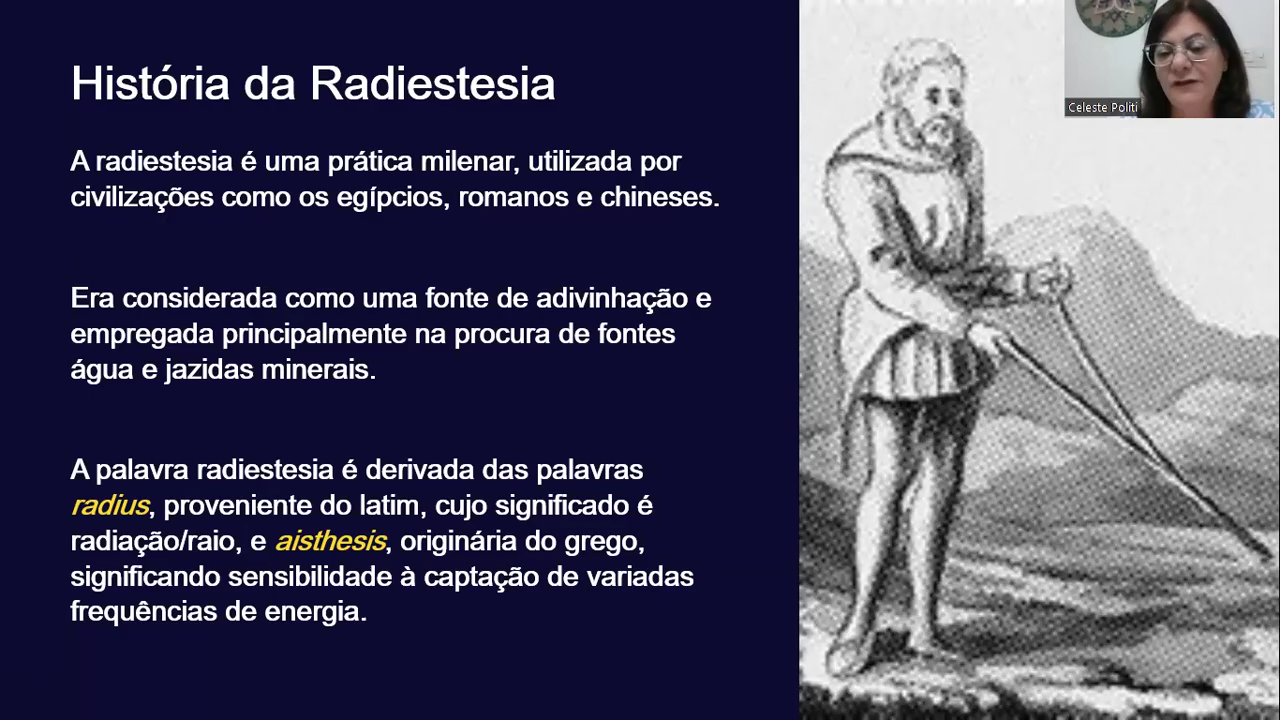 História da Radiestesia
A radiestesia é uma prática milenar, utilizada por
civilizações como os egípcios, romanos e chineses.
Era considerada como uma fonte de adivinhação e
empregada principalmente na procura de fontes
água e jazidas minerais.
A palavra radiestesia é derivada das palavras
radius, proveniente do latim, cujo significado é
radiação/raio, e aisthesis, originária do grego,
significando sensibilidade à captação de variadas
frequências de energia.
Celeste Politi